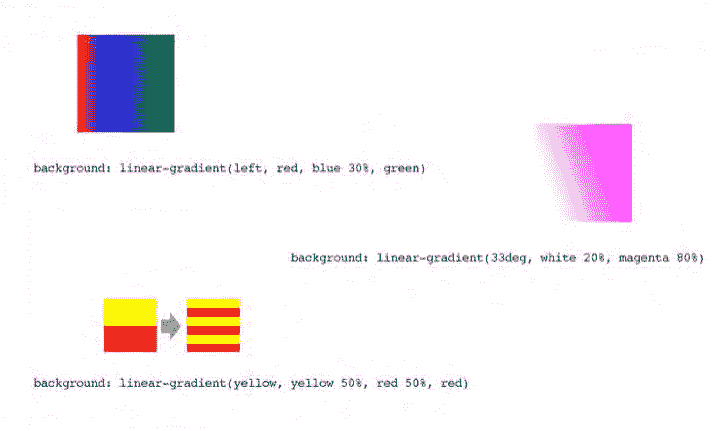 background: linear-gradient(left, red, blue 30%, green)
background: linear-gradient(33deg, white 20%, magenta 80%)
background: linear-gradient(yellow, yellow 50%, red 50%, red)